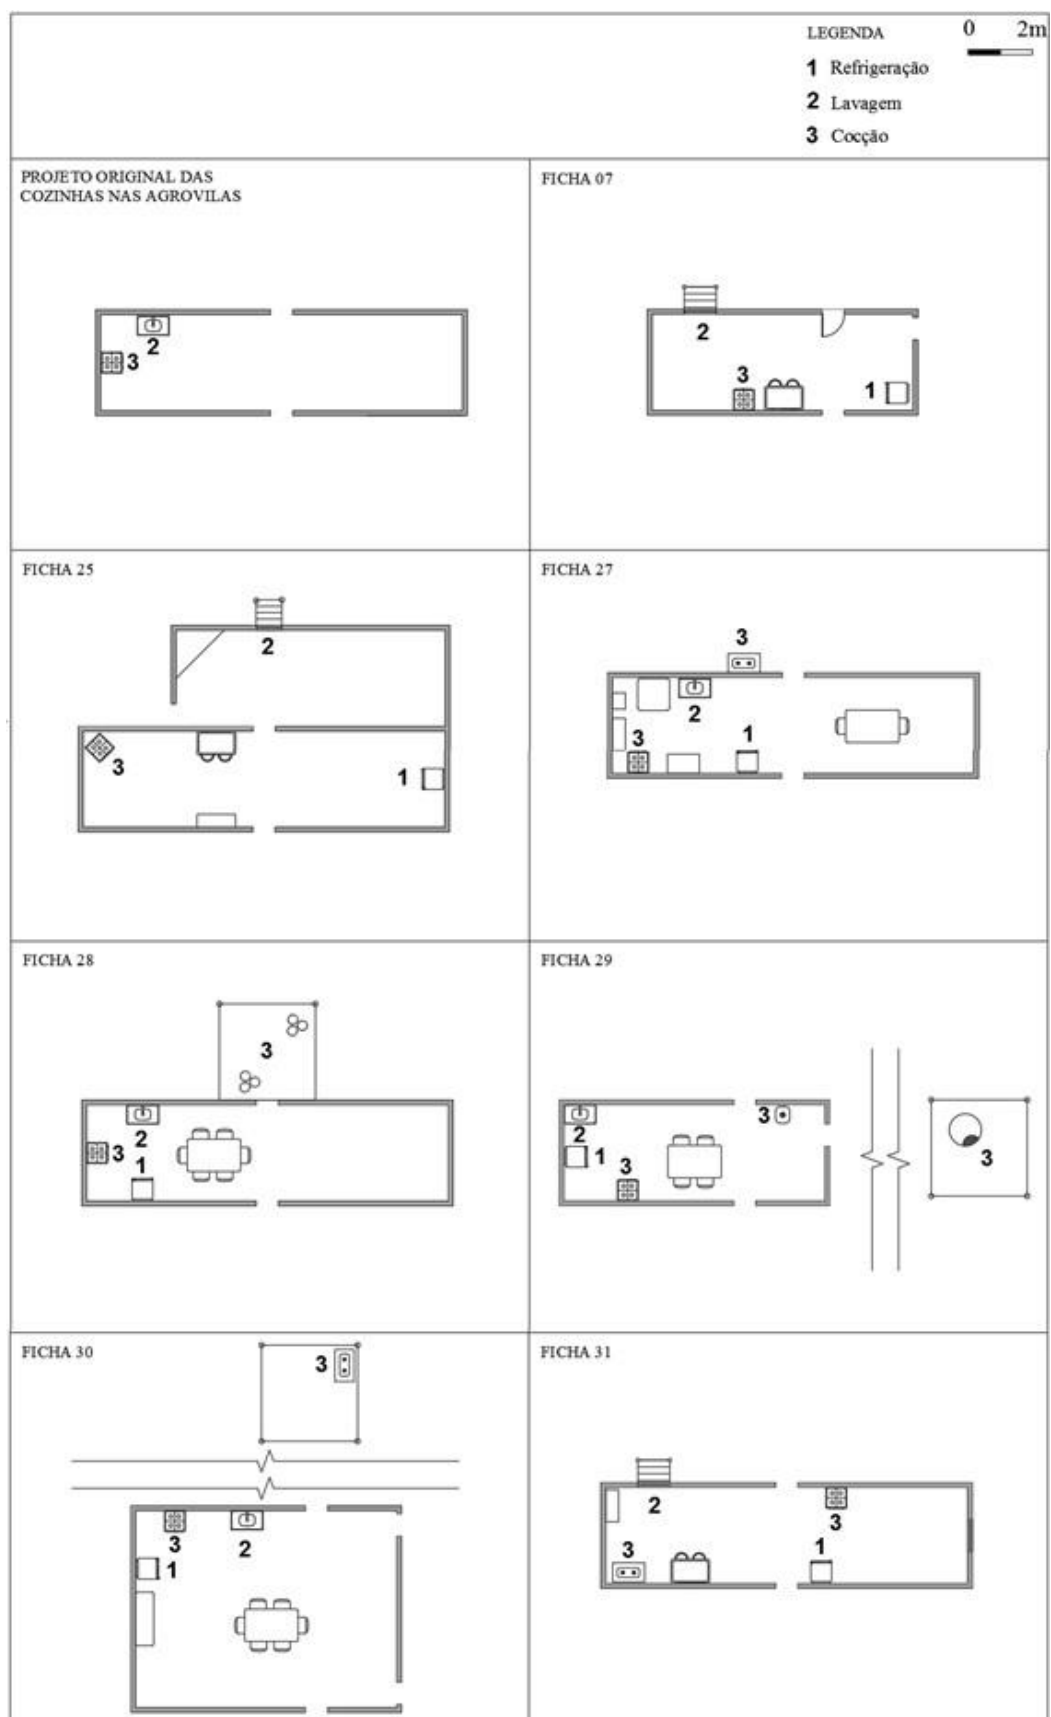 LEGENDA
0 2m
1 Refrigeração
2 Lavagem
3 Cocção
PROJETO ORIGINAL DAS
COZINHAS NAS AGROVILAS
2
3
FICHA 07
2
3
1
FICHA 25
2
3
1
FICHA 27
3
2
3
1
FICHA 28
3
3
2
1
FICHA 29
2
3
1
3
3
FICHA 30
3
3
2
1
FICHA 31
2
3
3
1